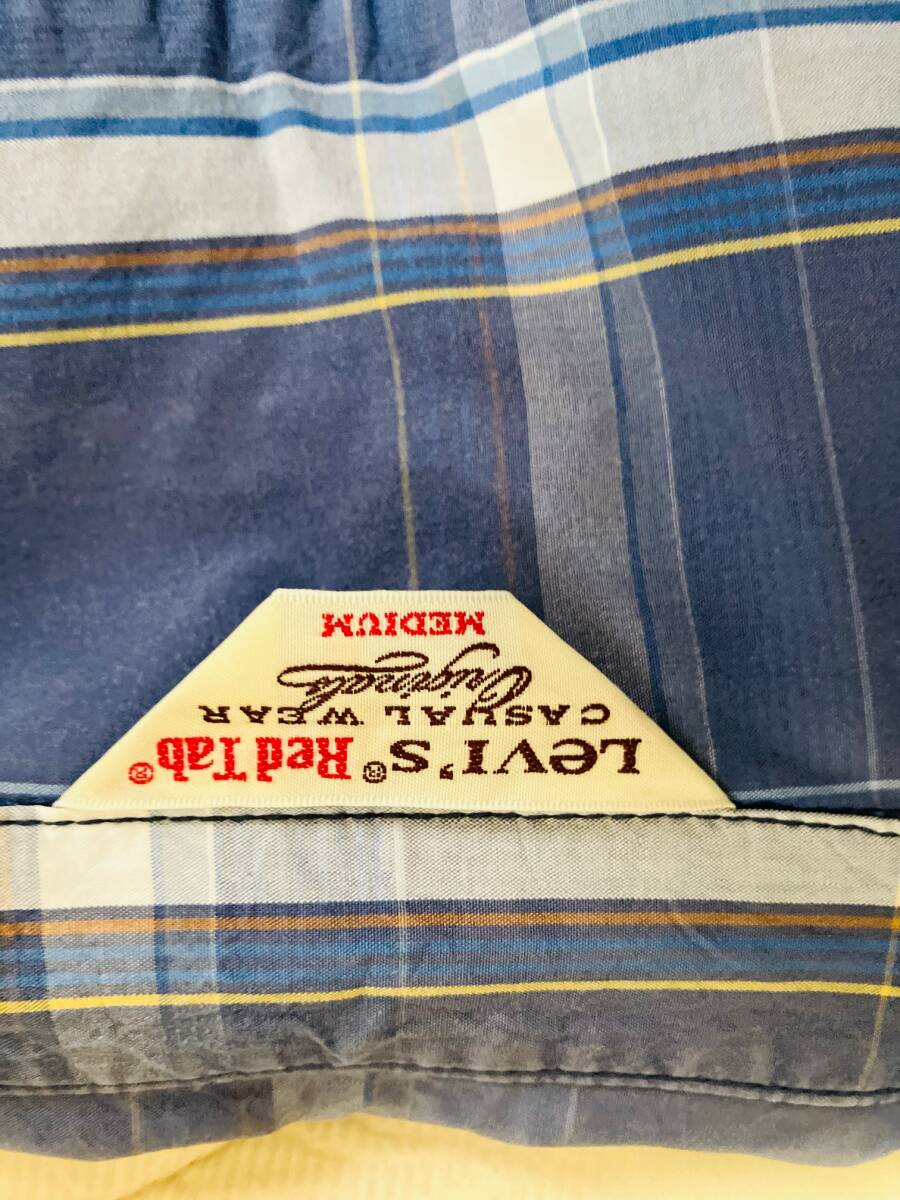 LEVI'S® Red Tab®
CASUAL WEAR
Originals
MEDIUM